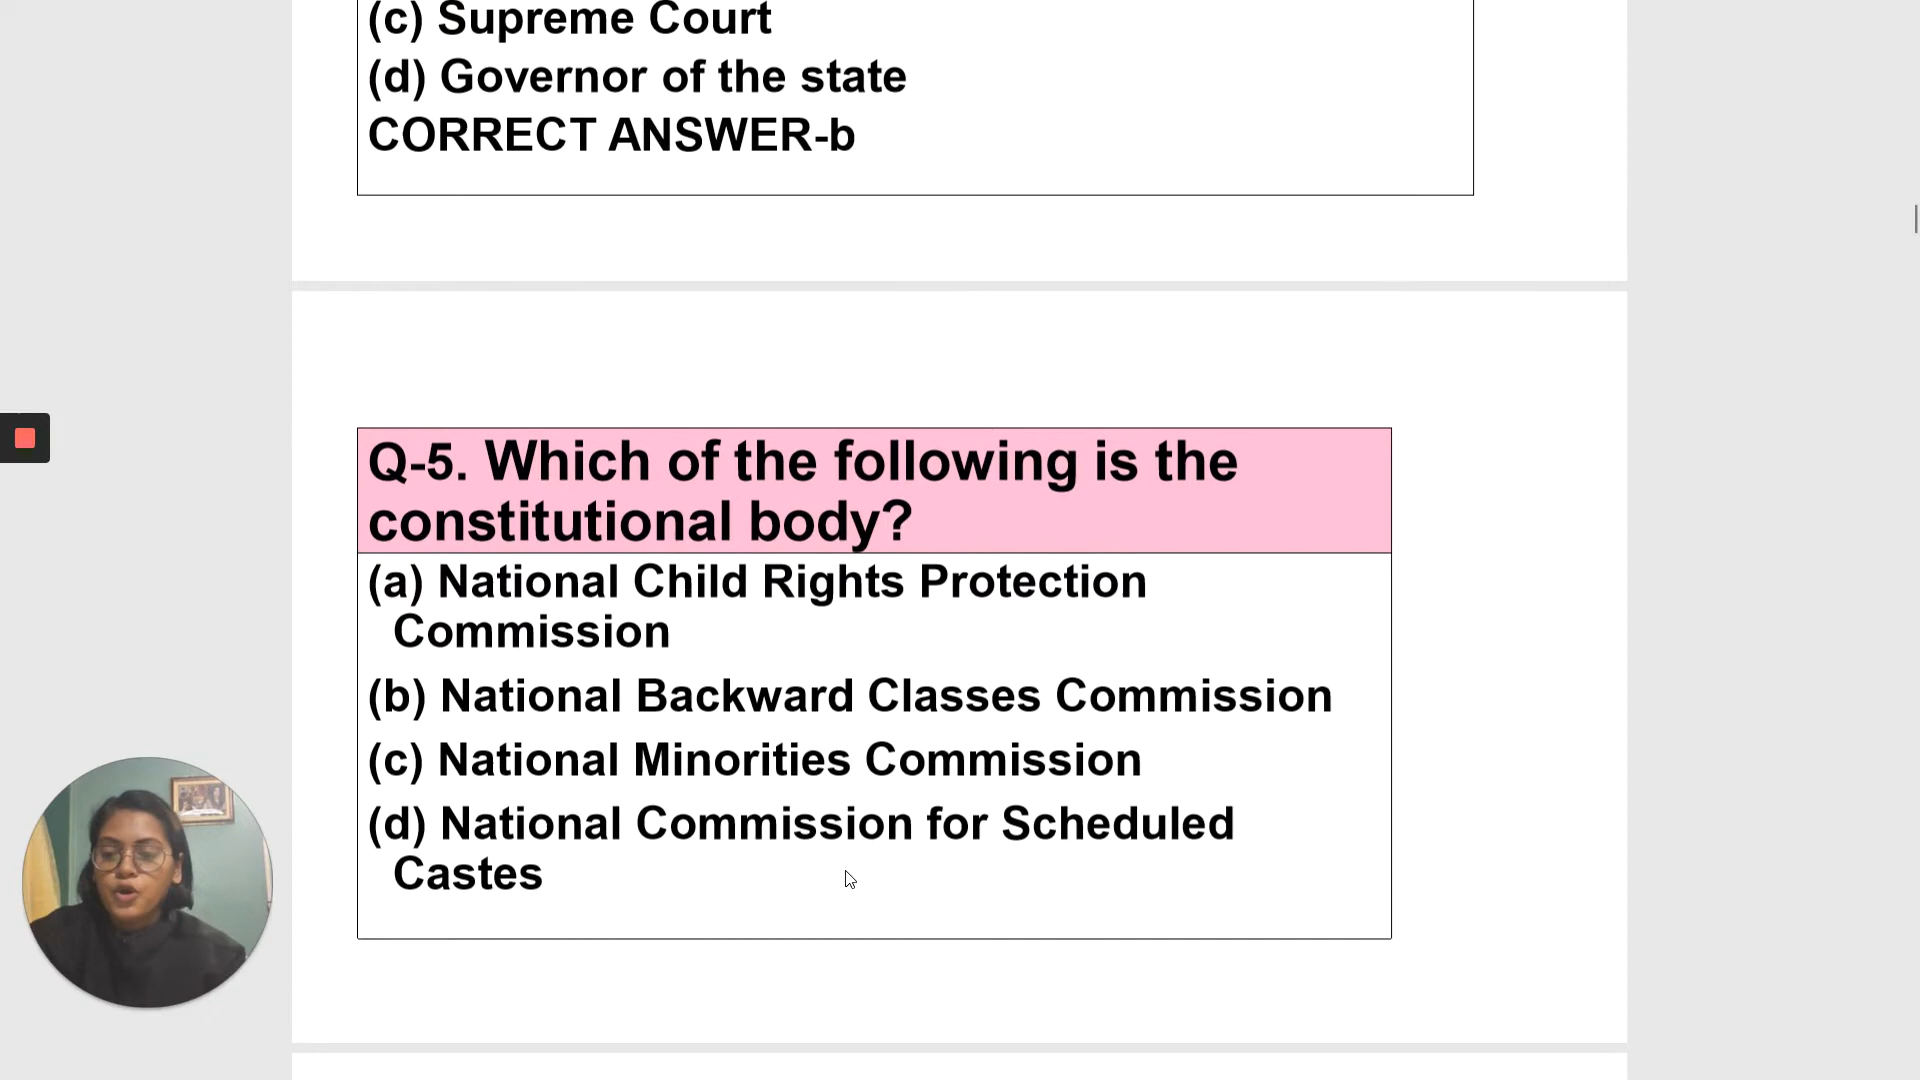 (c) Supreme Court
(d) Governor of the state
CORRECT ANSWER-b
Q-5. Which of the following is the
constitutional body?
(a) National Child Rights Protection
Commission
(b) National Backward Classes Commission
(c) National Minorities Commission
(d) National Commission for Scheduled
Castes